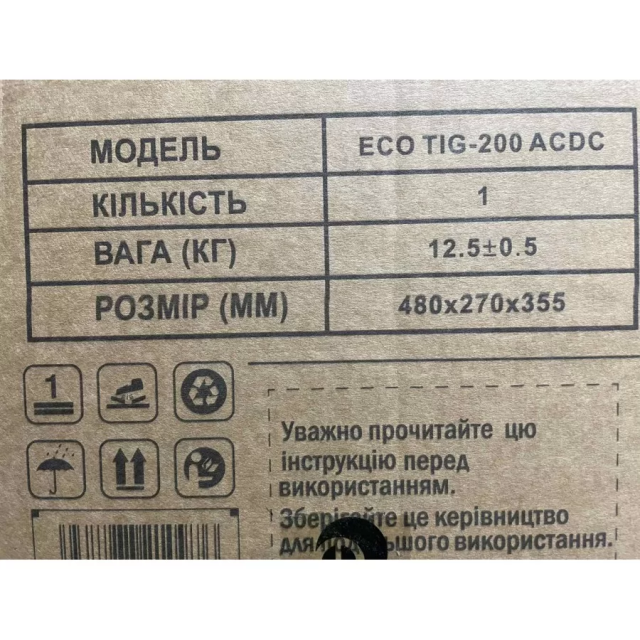 МОДЕЛЬ ECO TIG-200 ACDC
КІЛЬКІСТЬ 1
ВАГА (КГ) 12.5±0.5
РОЗМІР (ММ) 480x270x355
1
Уважно прочитайте цю
інструкцію перед
використанням.
Зберігайте це керівництво
для шого використання.